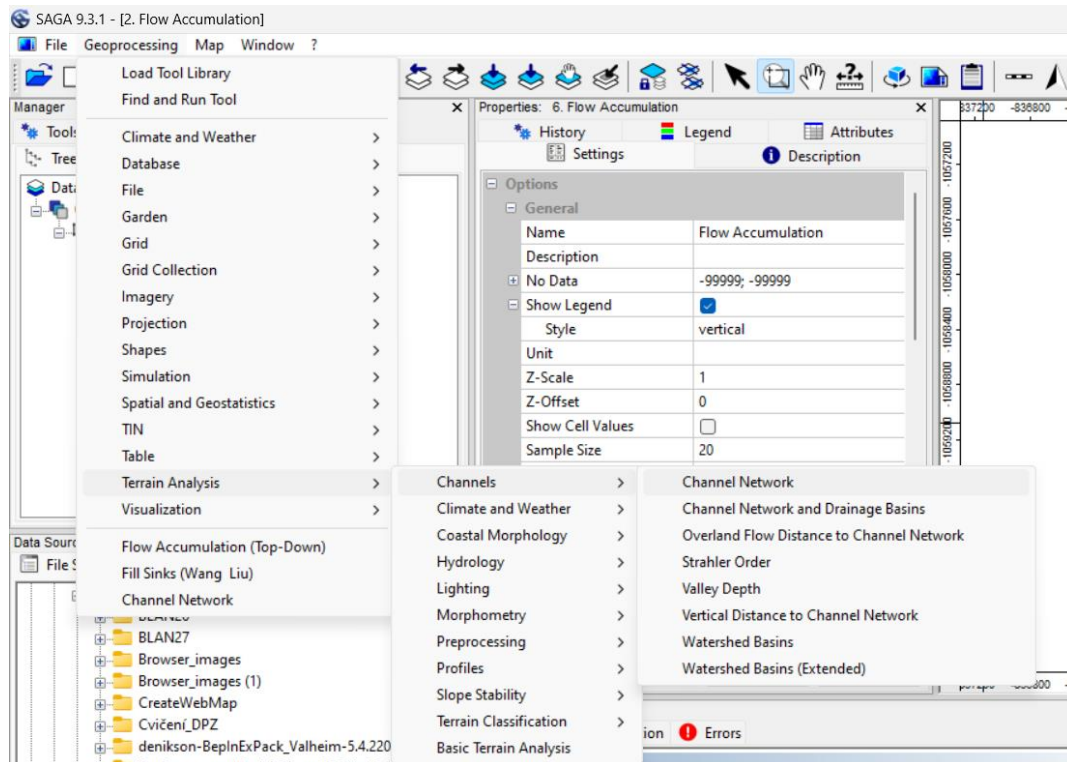 SAGA 9.3.1 - [2. Flow Accumulation]
File Geoprocessing Map Window ?
Load Tool Library
Find and Run Tool
Climate and Weather
Database
File
Garden
Grid
Grid Collection
Imagery
Projection
Shapes
Simulation
Spatial and Geostatistics
TIN
Table
Terrain Analysis
Visualization
Flow Accumulation (Top-Down)
Fill Sinks (Wang Liu)
Channel Network
Manager
Tree
Data Sourc
BLAN27
Browser_images
Browser_images (1)
CreateWebMap
Cvičení_DPZ
denikson-BepInExPack_Valheim-5.4.220
Channels
Climate and Weather
Coastal Morphology
Hydrology
Lighting
Morphometry
Preprocessing
Profiles
Slope Stability
Terrain Classification
Basic Terrain Analysis
Channel Network
Channel Network and Drainage Basins
Overland Flow Distance to Channel Network
Strahler Order
Valley Depth
Vertical Distance to Channel Network
Watershed Basins
Watershed Basins (Extended)
Properties: 6. Flow Accumulation
History Legend Attributes
Settings Description
Options
General
Name Flow Accumulation
Description
No Data -99999; -99999
Show Legend
Style vertical
Unit
Z-Scale 1
Z-Offset 0
Show Cell Values
Sample Size 20
ion Errors
-836800
-1057200
-1057600
-1058000
-1058400
-1058800
-1059200